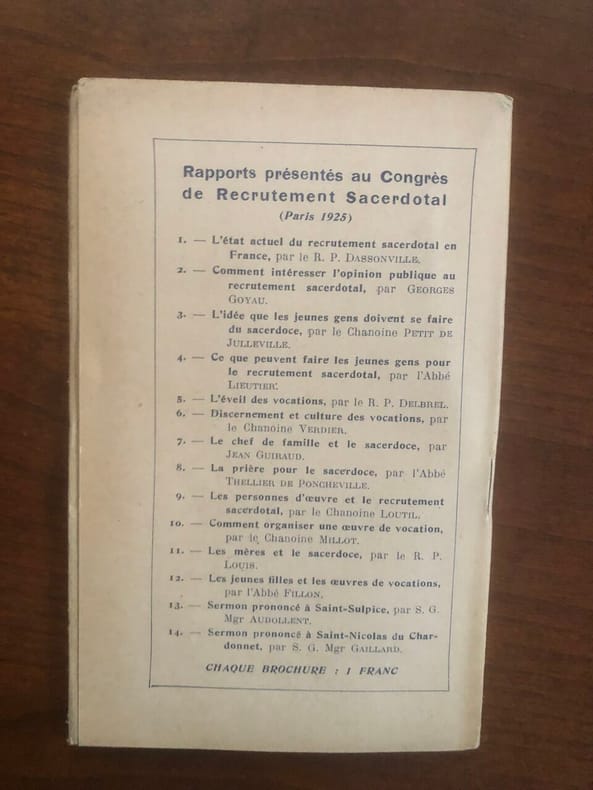 Rapports présentés au Congrès
de Recrutement Sacerdotal
(Paris 1925)
1. — L'état actuel du recrutement sacerdotal en
France, par le R. P. DASSONVILLE.
2. — Comment intéresser l'opinion publique au
recrutement sacerdotal, par GEORGES
GOYAU.
3. — L'idée que les jeunes gens doivent se faire
du sacerdoce, par le Chanoine PETIT DE
JULLEVILLE.
4. — Ce que peuvent faire les jeunes gens pour
le recrutement sacerdotal, par l'Abbé
LIEUTIER.
5. — L'éveil des vocations, par le R. P. DELBREL.
6. — Discernement et culture des vocations, par
le Chanoine VERDIER.
7. — Le chef de famille et le sacerdoce, par
JEAN GUIRAUD.
8. — La prière pour le sacerdoce, par l'Abbé
THELLIER DE PONCHEVILLE.
9. — Les personnes d'œuvre et le recrutement
sacerdotal, par le Chanoine LOUTIL.
10. — Comment organiser une œuvre de vocation,
par le Chanoine MILLOT.
11. — Les mères et le sacerdoce, par le R. P.
LOUIS.
12. — Les jeunes filles et les œuvres de vocations,
par l'Abbé FILLON.
13. — Sermon prononcé à Saint-Sulpice, par S. G.
Mgr AUDOLLENT.
14. — Sermon prononcé à Saint-Nicolas du Char-
donnet, par S. G. Mgr GAILLARD.
CHAQUE BROCHURE : 1 FRANC